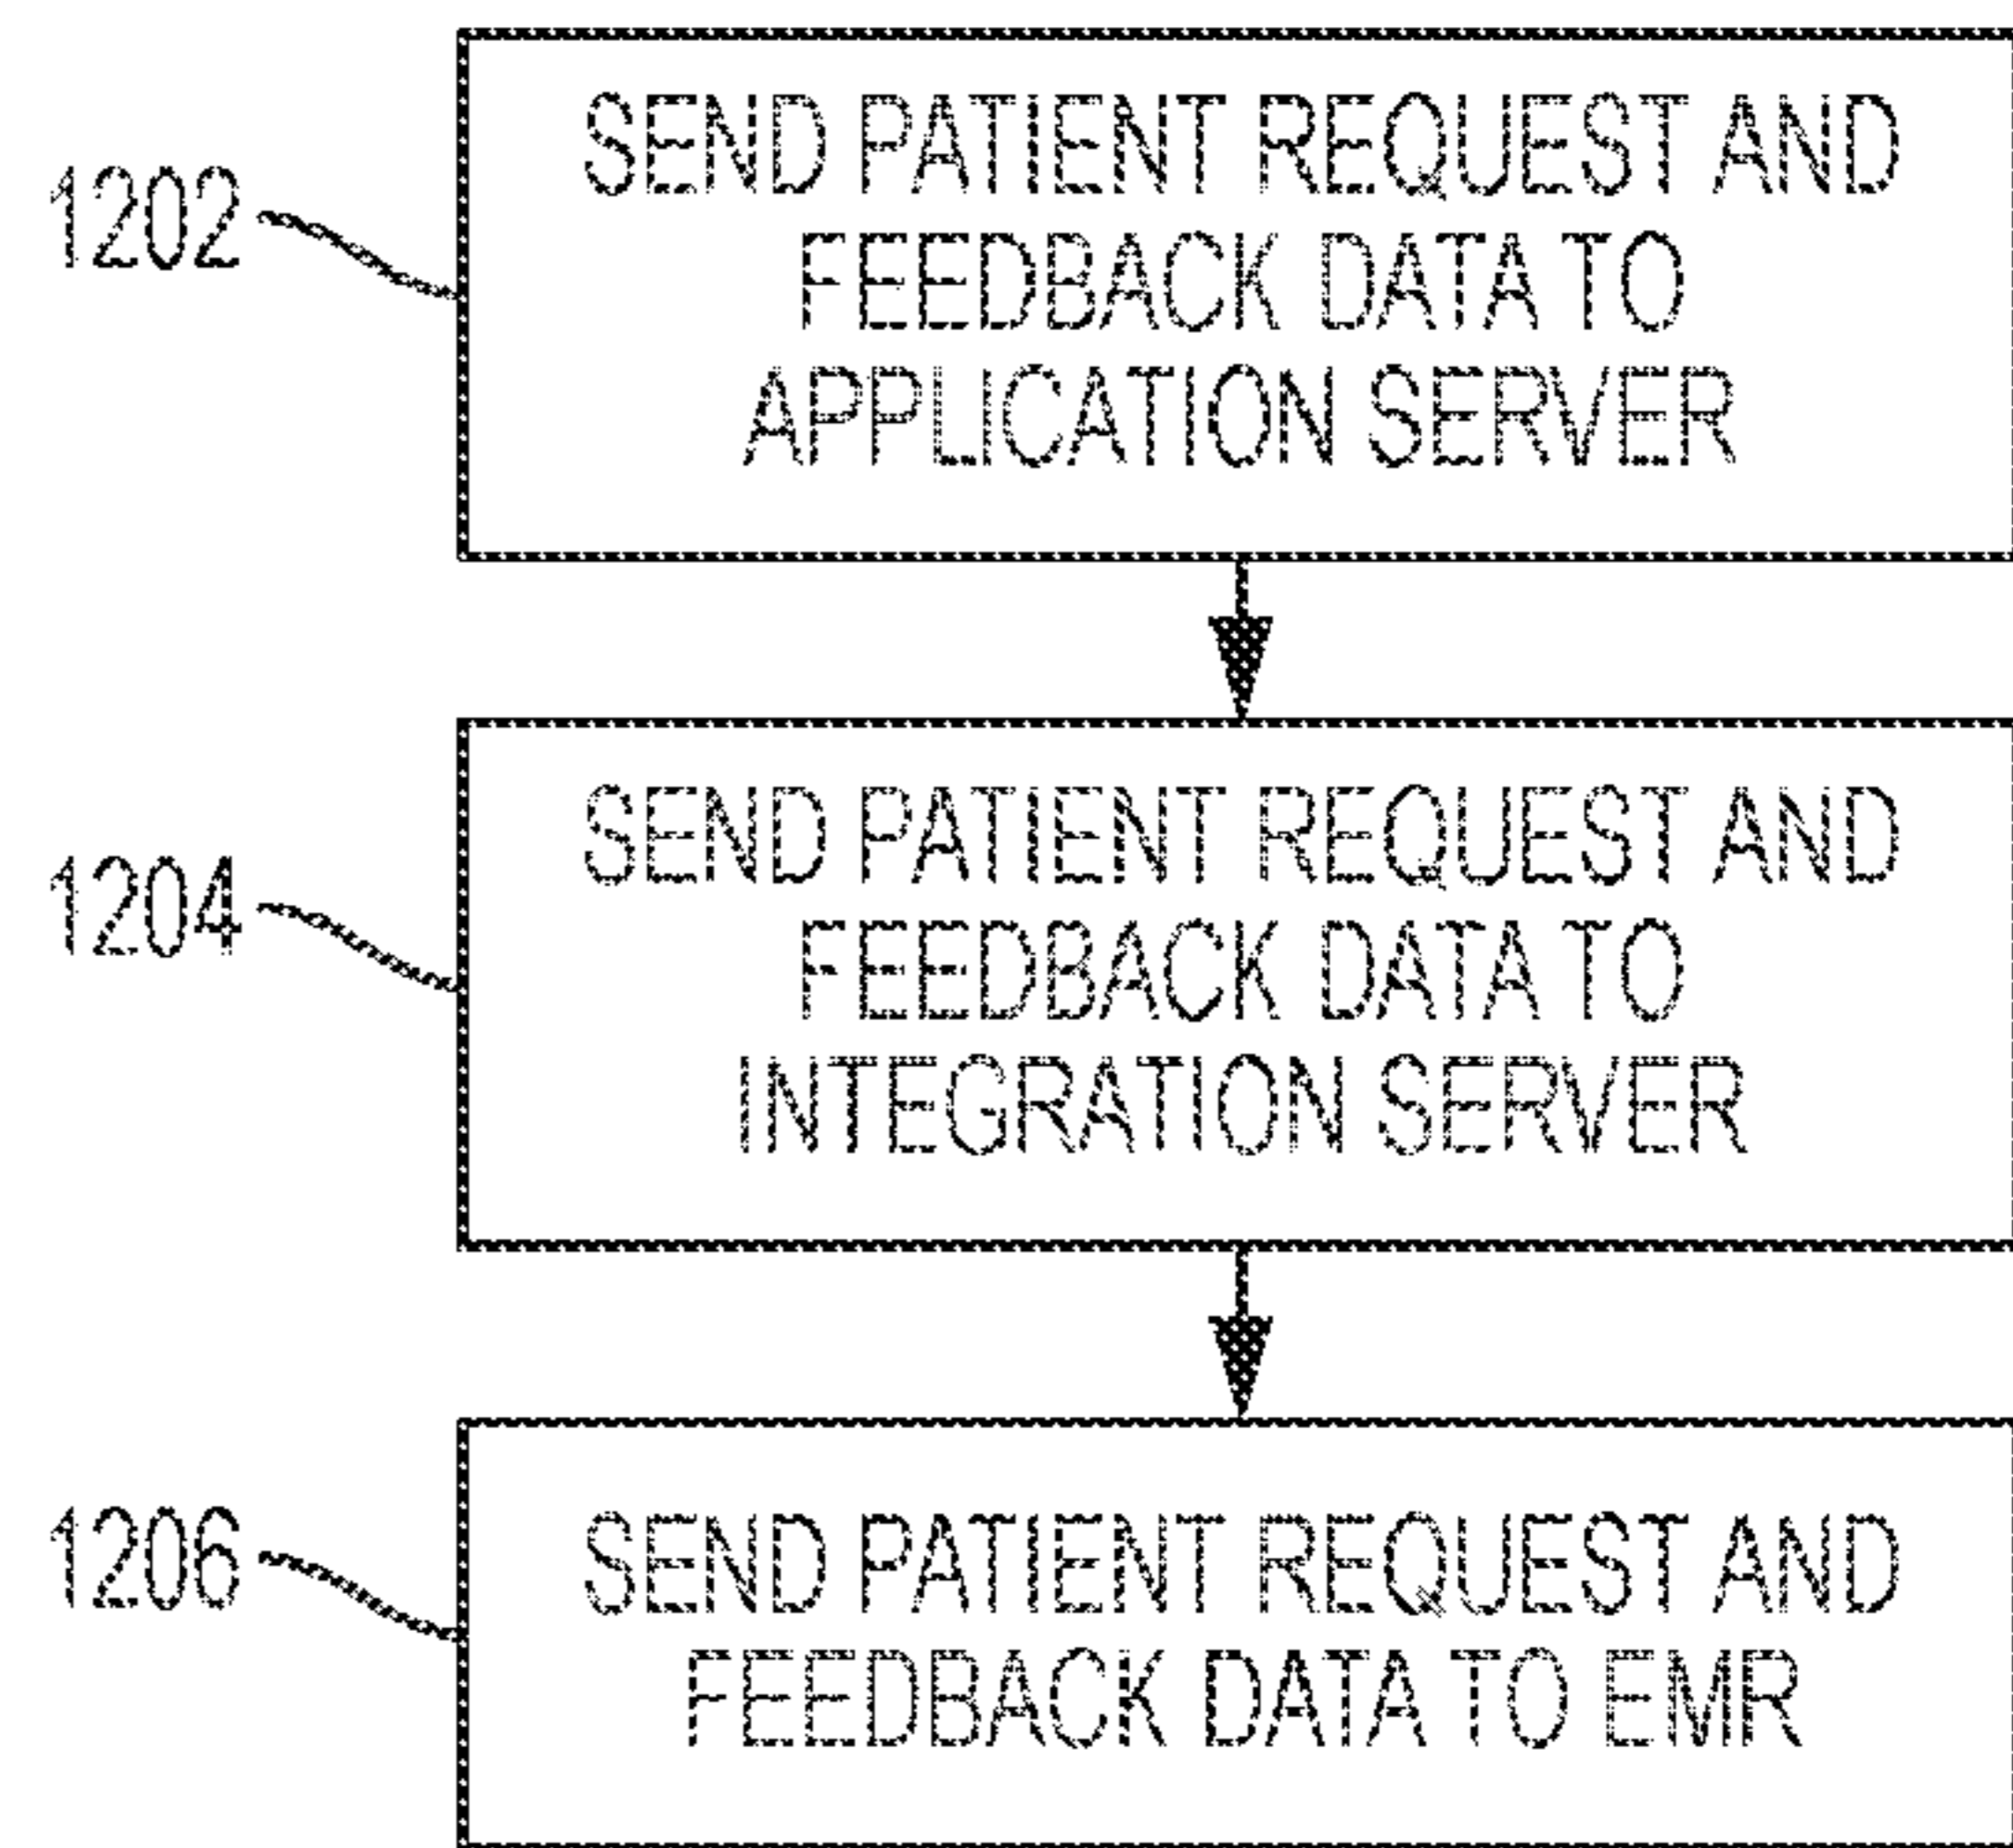 1202
SEND PATIENT REQUEST AND
FEEDBACK DATA TO
APPLICATION SERVER
1204
SEND PATIENT REQUEST AND
FEEDBACK DATA TO
INTEGRATION SERVER
1206
SEND PATIENT REQUEST AND
FEEDBACK DATA TO EMR